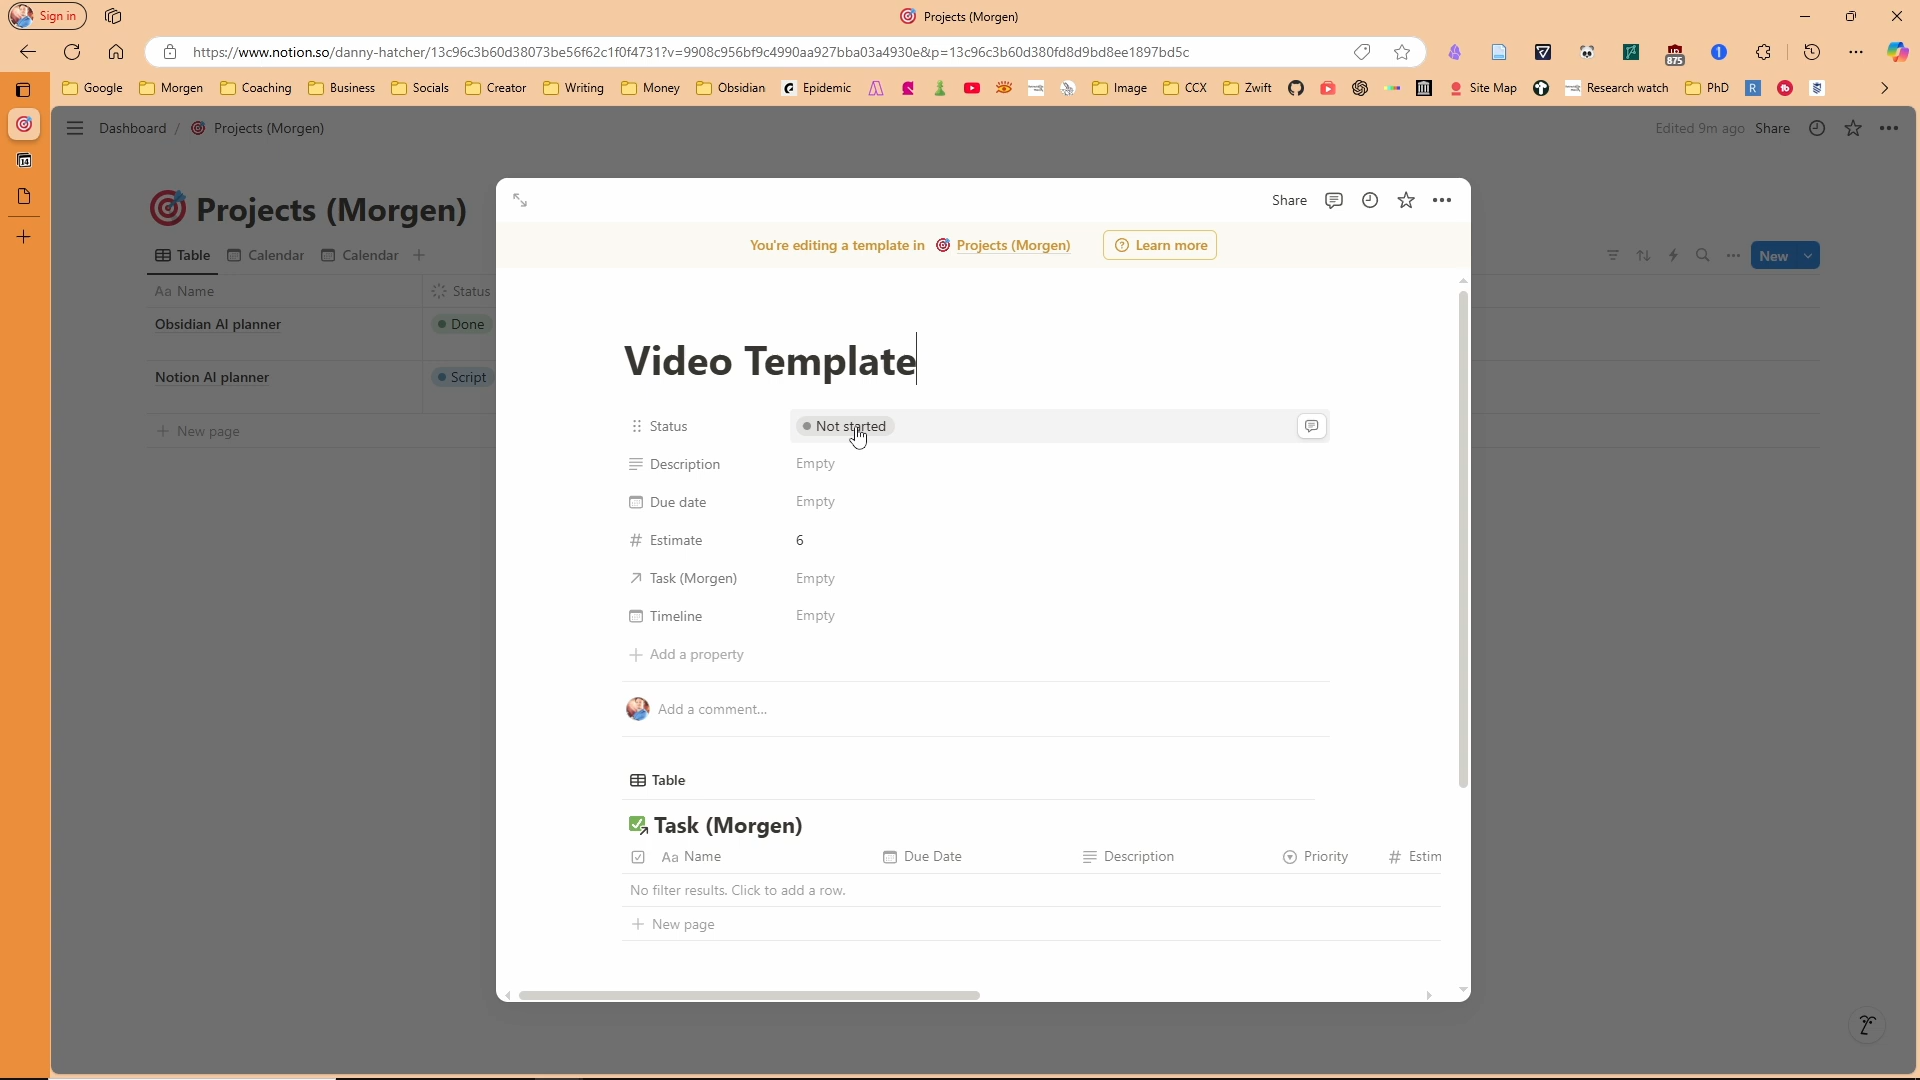 Sign in
Projects (Morgen)
https://www.notion.so/danny-hatcher/13c96c3b60d38073be56f62c1f0f4731?v=9908c956bf9c4990aa927bba03a4930e&p=13c96c3b60d380fd8d9bd8ee1897bd5c
875
Google
Morgen
Coaching
Business
Socials
Creator
Writing
Money
Obsidian
Epidemic
Image
CCX
Zwift
Site Map
Research watch
PhD
Dashboard / Projects (Morgen)
Edited 9m ago
Share
14
Projects (Morgen)
Table
Calendar
Calendar
New
Aa Name
Status
Obsidian AI planner
Done
Notion AI planner
Script
New page
Share
You're editing a template in Projects (Morgen)
Learn more
Video Template
Status
Not started
Description
Empty
Due date
Empty
# Estimate
6
Task (Morgen)
Empty
Timeline
Empty
Add a property
Add a comment...
Table
Task (Morgen)
Aa Name
Due Date
Description
Priority
# Estim
No filter results. Click to add a row.
New page